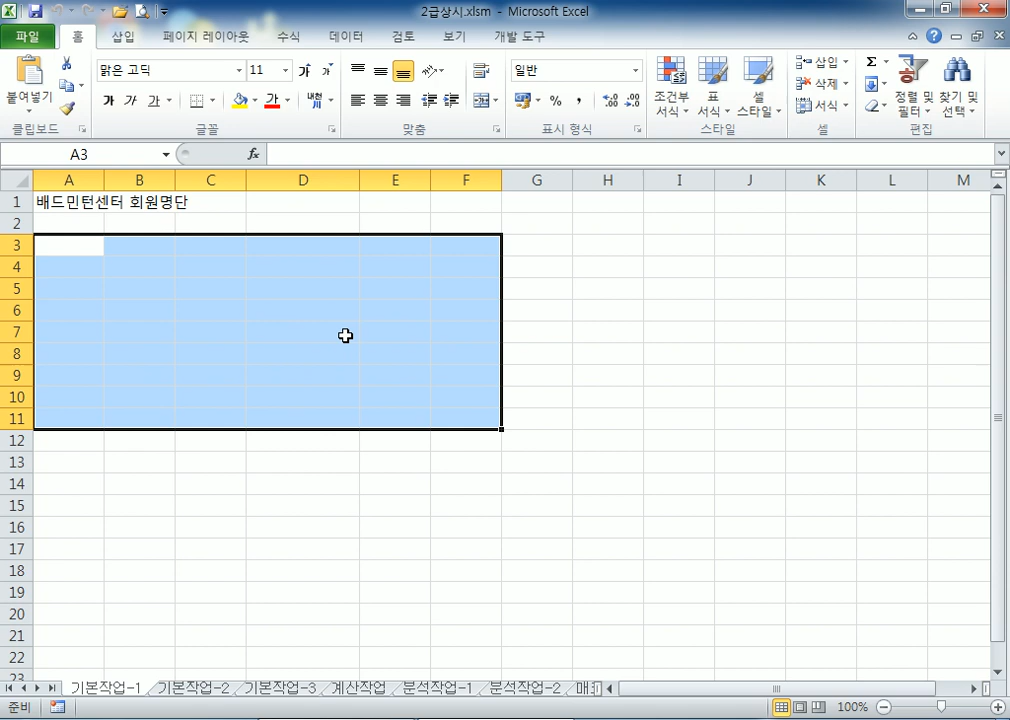 2급상시.xlsm - Microsoft Excel
파일 홈 삽입 페이지 레이아웃 수식 데이터 검토 보기 개발 도구
맑은 고딕 11 일반 삽입
붙여넣기 가 가 가 가 내천 조건부 서식 표 서식 셀 스타일 삭제 정렬 및 필터 찾기 및 선택
서식
클립보드 글꼴 맞춤 표시 형식 스타일 셀 편집
A3 fx
A B C D E F G H I J K L M
1 배드민턴센터 회원명단
2
3
4
5
6
7
8
9
10
11
12
13
14
15
16
17
18
19
20
21
22
23
기본작업-1 기본작업-2 기본작업-3 계산작업 분석작업-1 분석작업-2
준비 100%